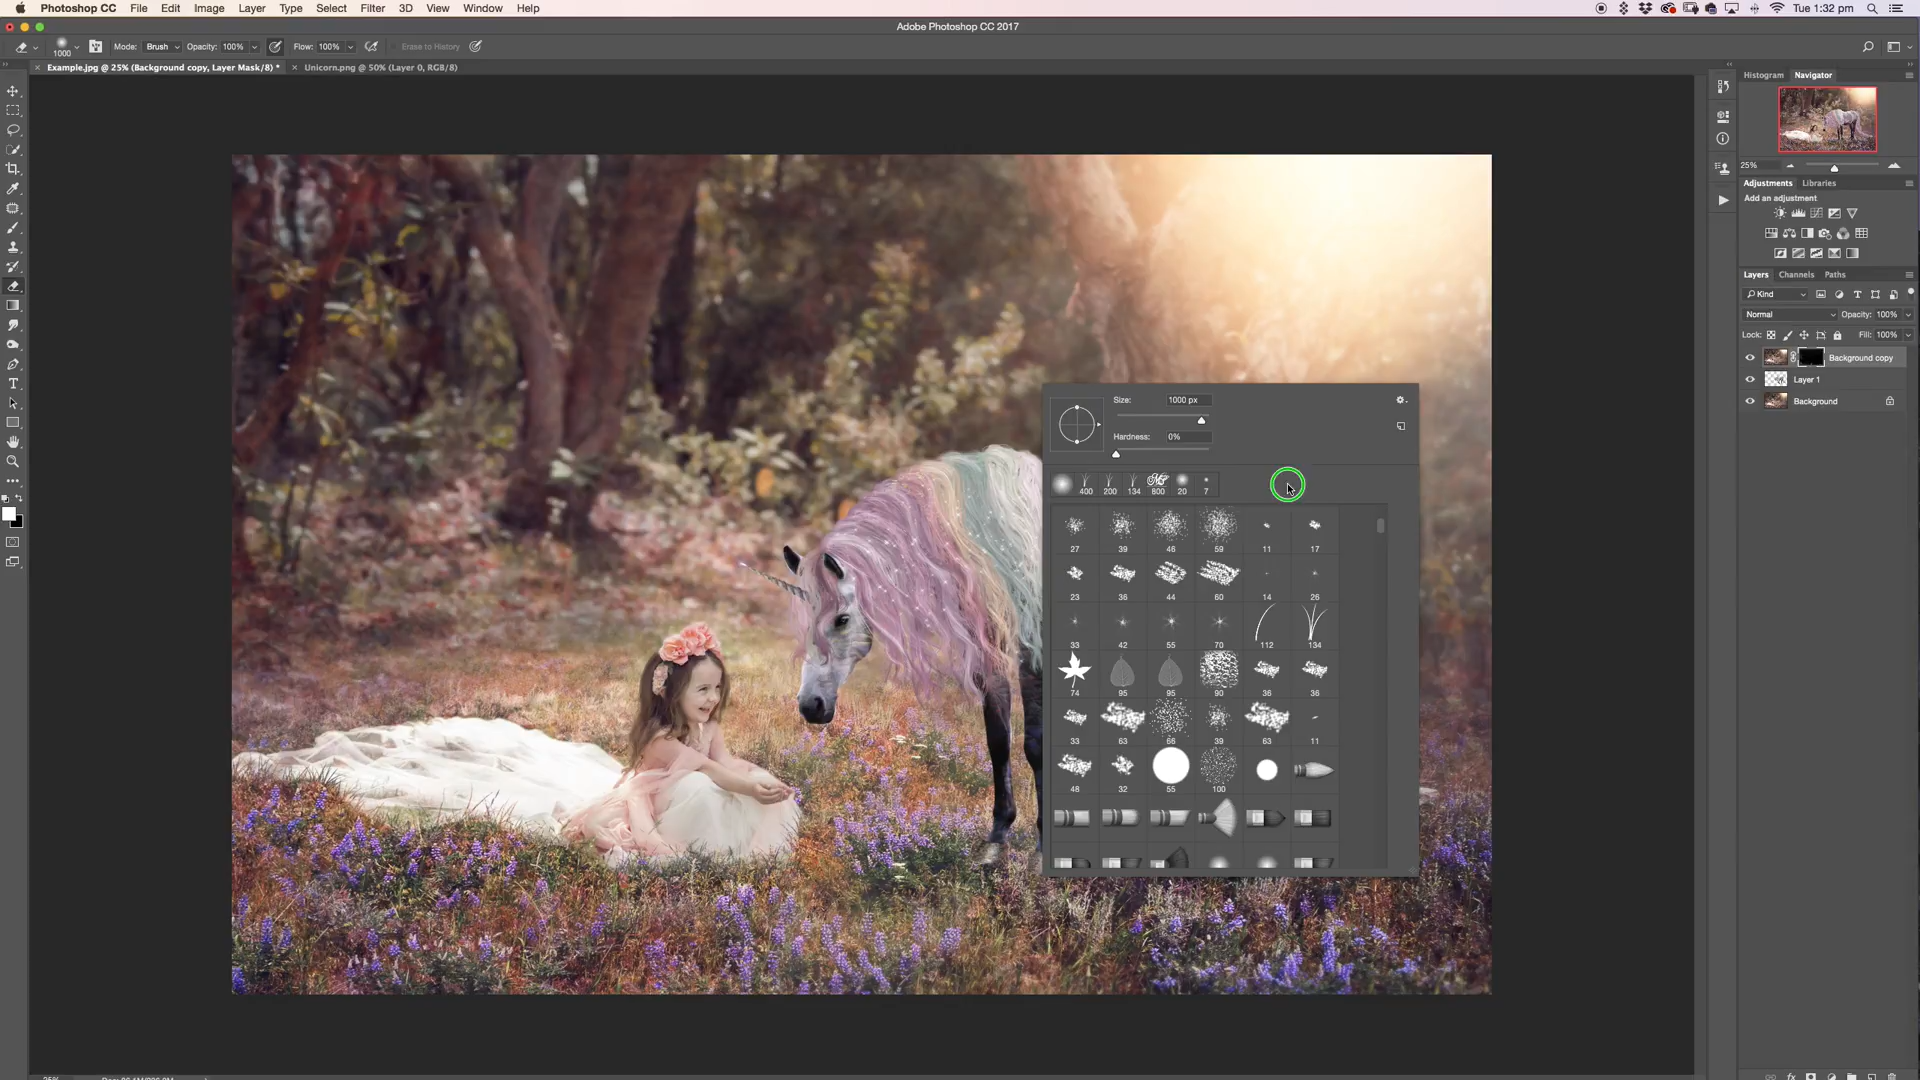 Photoshop CC File Edit Image Layer Type Select Filter 3D View Window Help Tue 1:32 pm
Adobe Photoshop CC 2017
1000 Mode: Brush Opacity: 100% Flow: 100% Erase to History
Example.jpg @ 25% (Background copy, Layer Mask/8) * Unicorn.png @ 50% (Layer 0, RGB/8)
Histogram Navigator
25%
Adjustments Libraries
Add an adjustment
Layers Channels Paths
Kind
Normal Opacity: 100%
Lock: Fill: 100%
Background copy
Layer 1
Background
Size: 1000 px
Hardness: 0%
400 200 134 800 20 7
27 39 46 59 11 17
23 36 44 60 14 26
33 42 55 70 112 134
74 95 95 90 36 36
33 63 66 39 63 11
48 32 55 100